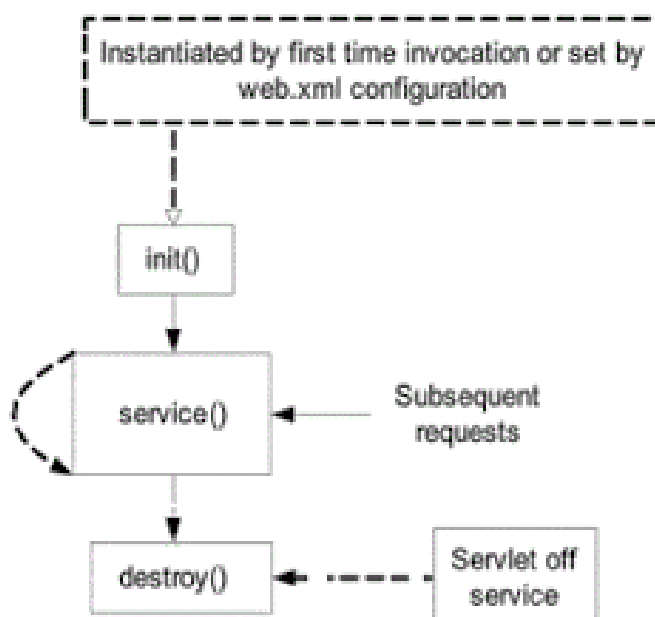 Instantiated by first time invocation or set by
web.xml configuration
init()
service()
Subsequent
requests
destroy()
Servlet off
service